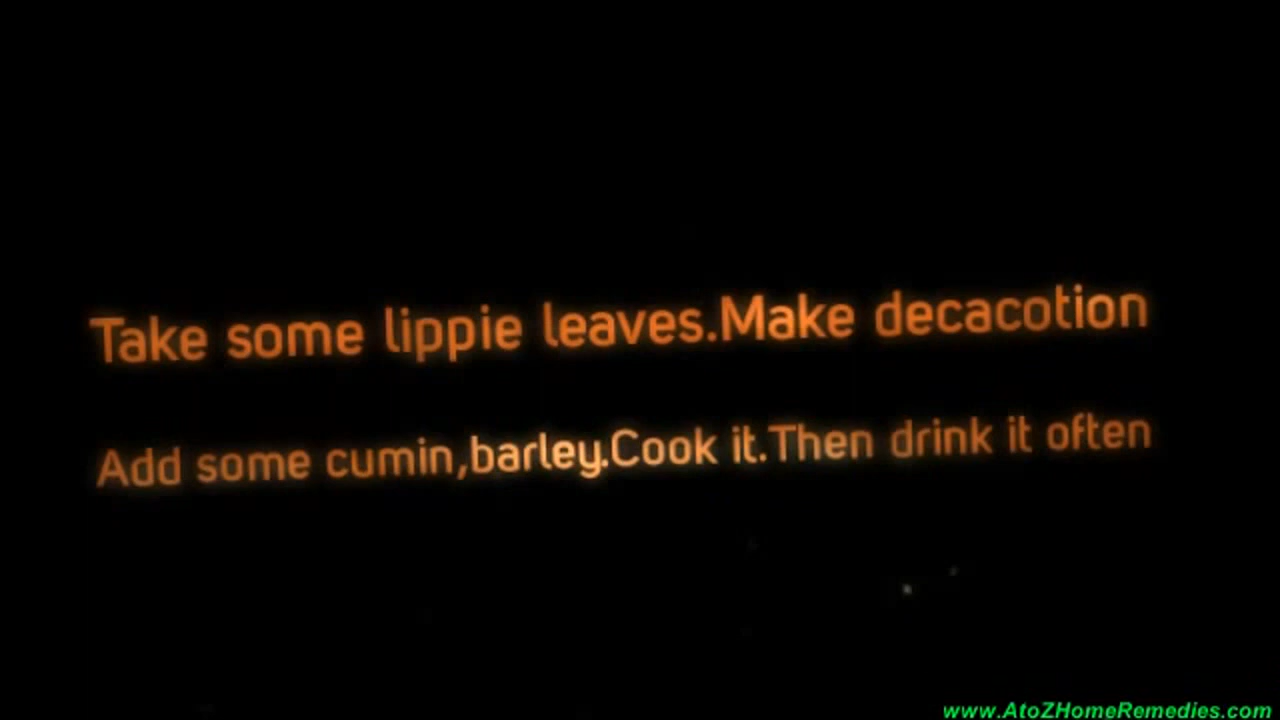 Take some lippie leaves.Make decacotion
Add some cumin,barley.Cook it.Then drink it often
www.AtoZHomeRemedies.com